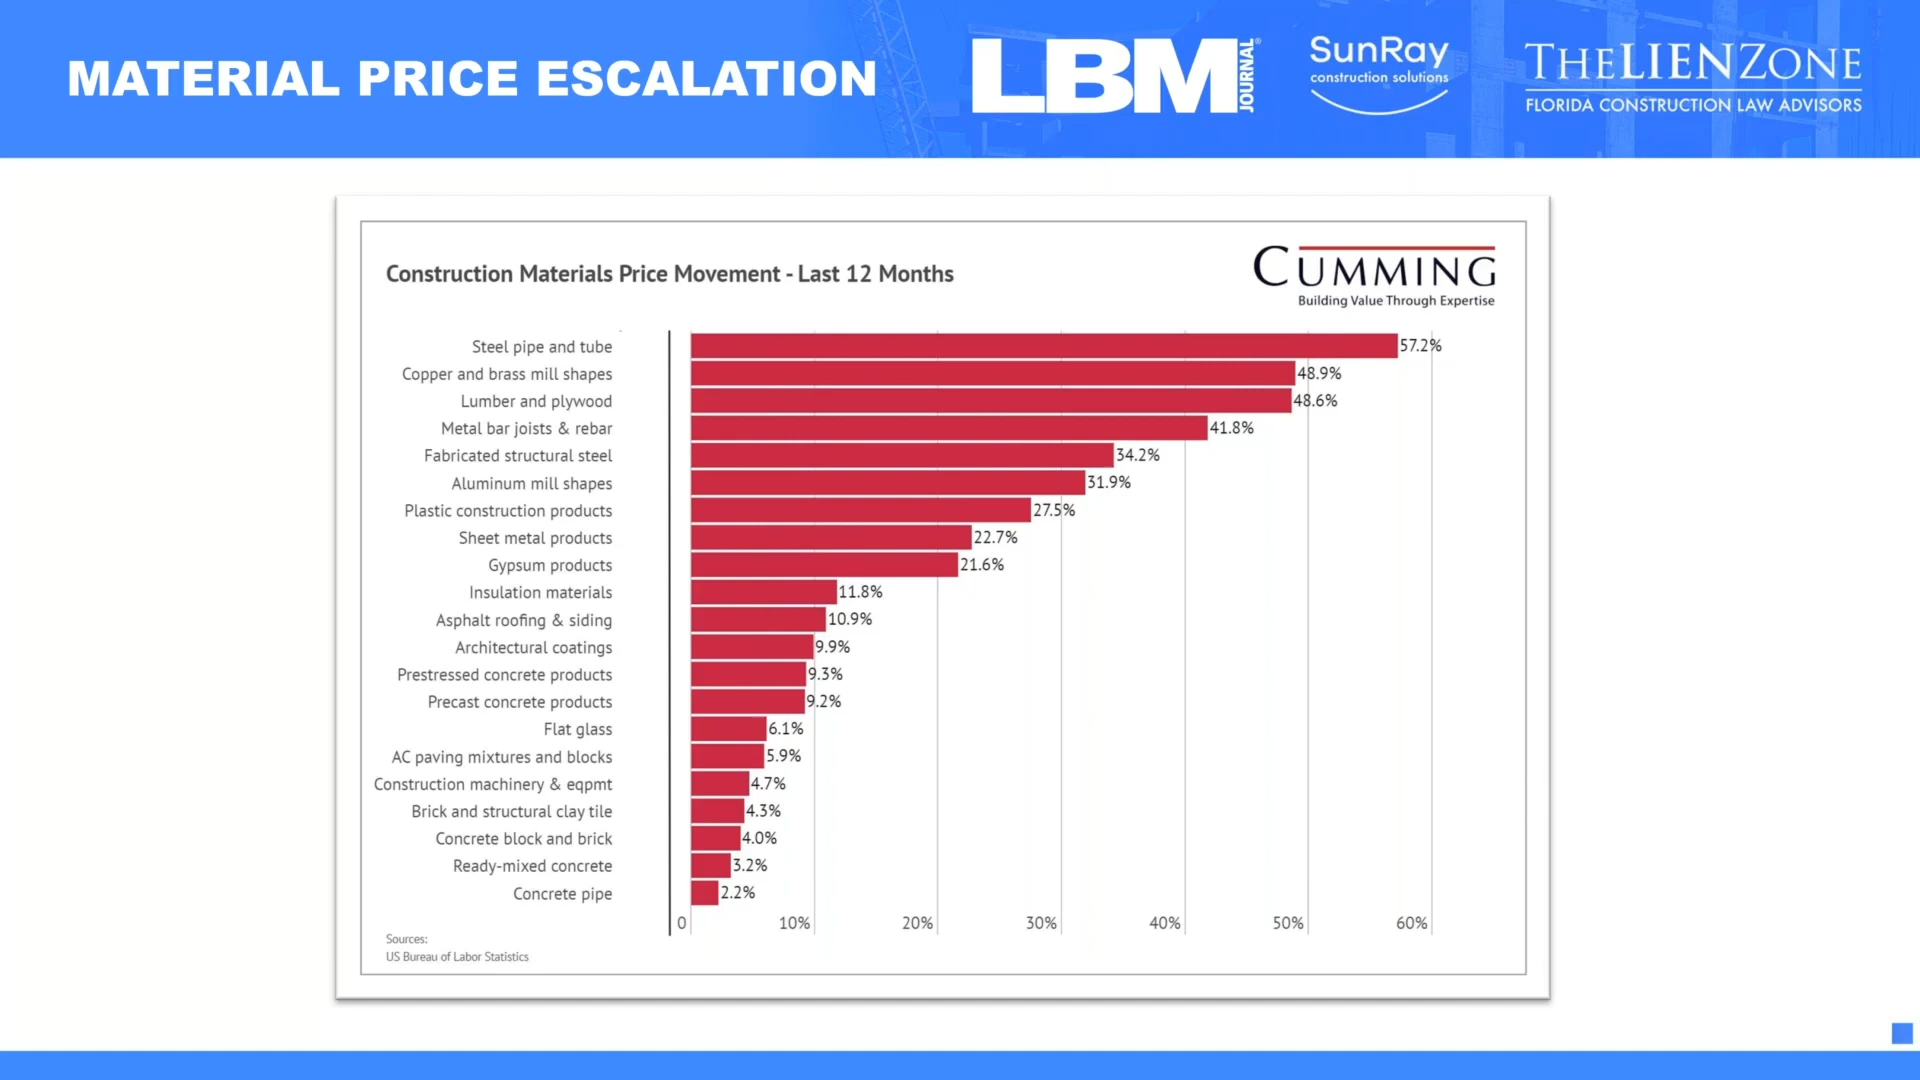 MATERIAL PRICE ESCALATION
LBM JOURNAL®
SunRay
construction solutions
THELIENZONE
FLORIDA CONSTRUCTION LAW ADVISORS
Construction Materials Price Movement - Last 12 Months
CUMMING
Building Value Through Expertise
Steel pipe and tube 57.2%
Copper and brass mill shapes 48.9%
Lumber and plywood 48.6%
Metal bar joists & rebar 41.8%
Fabricated structural steel 34.2%
Aluminum mill shapes 31.9%
Plastic construction products 27.5%
Sheet metal products 22.7%
Gypsum products 21.6%
Insulation materials 11.8%
Asphalt roofing & siding 10.9%
Architectural coatings 9.9%
Prestressed concrete products 9.3%
Precast concrete products 9.2%
Flat glass 6.1%
AC paving mixtures and blocks 5.9%
Construction machinery & eqpmt 4.7%
Brick and structural clay tile 4.3%
Concrete block and brick 4.0%
Ready-mixed concrete 3.2%
Concrete pipe 2.2%
0 10% 20% 30% 40% 50% 60%
Sources:
US Bureau of Labor Statistics